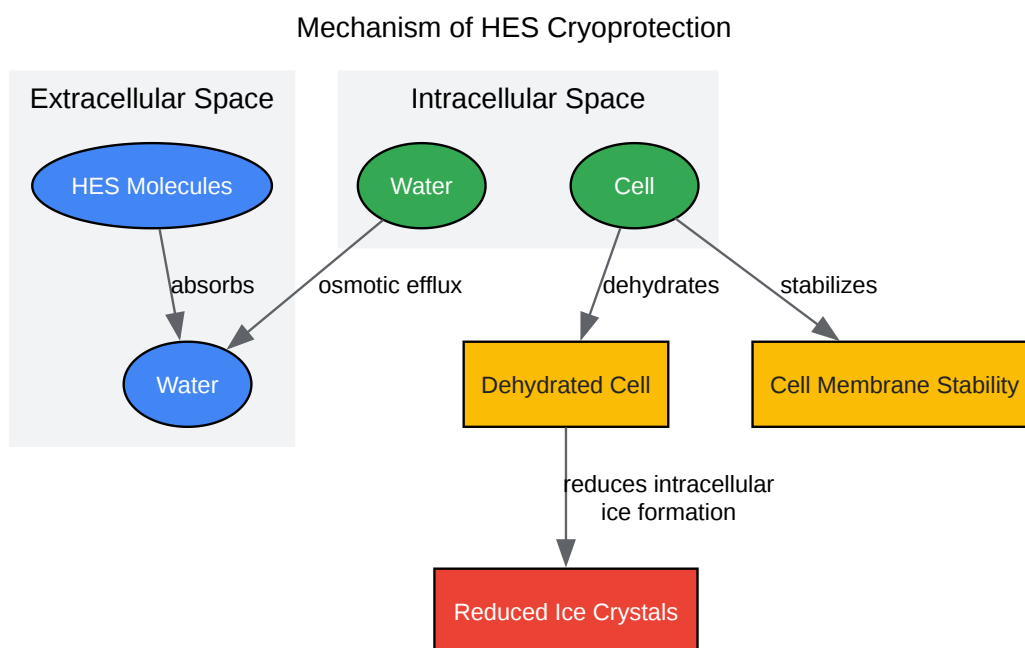 Mechanism of HES Cryoprotection
Extracellular Space
Intracellular Space
HES Molecules
Water
Cell
absorbs
osmotic efflux
dehydrates
stabilizes
Water
Dehydrated Cell
Cell Membrane Stability
reduces intracellular
ice formation
Reduced Ice Crystals